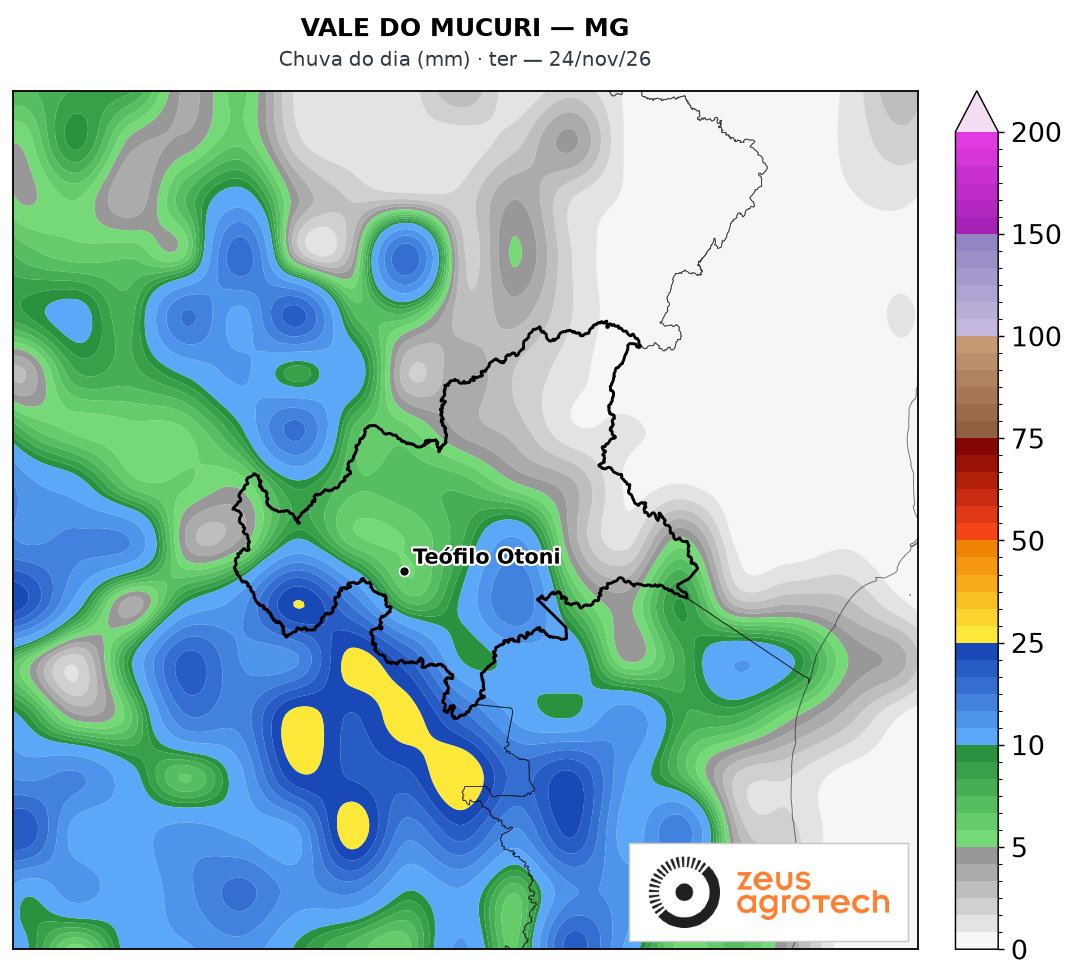 VALE DO MUCURI — MG
Chuva do dia (mm) · ter — 24/nov/26
200
150
100
75
50
25
10
5
0
Teófilo Otoni
zeus
agrotech